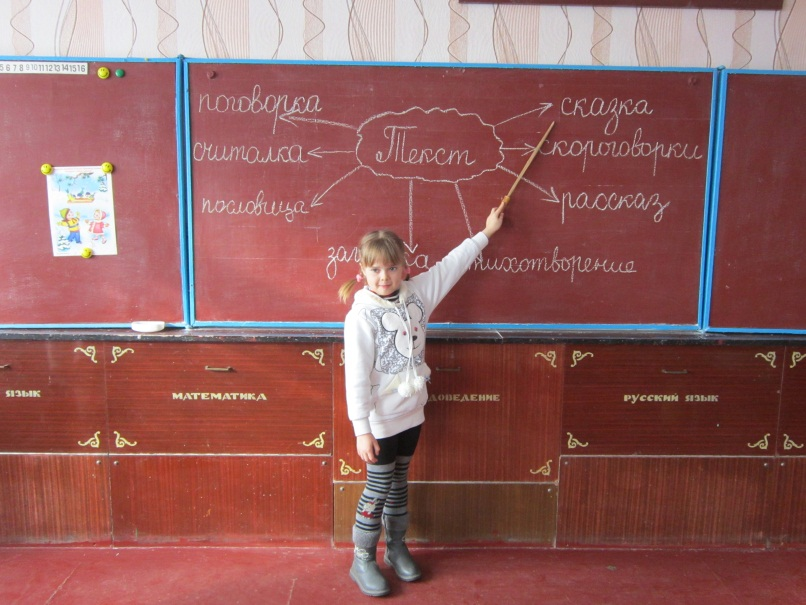 5 6 7 8 9 10 11 12 13 14 15 16
поговорка
сказка
Текст
считалка
скороговорки
пословица
рассказ
язык
математика
русский язык